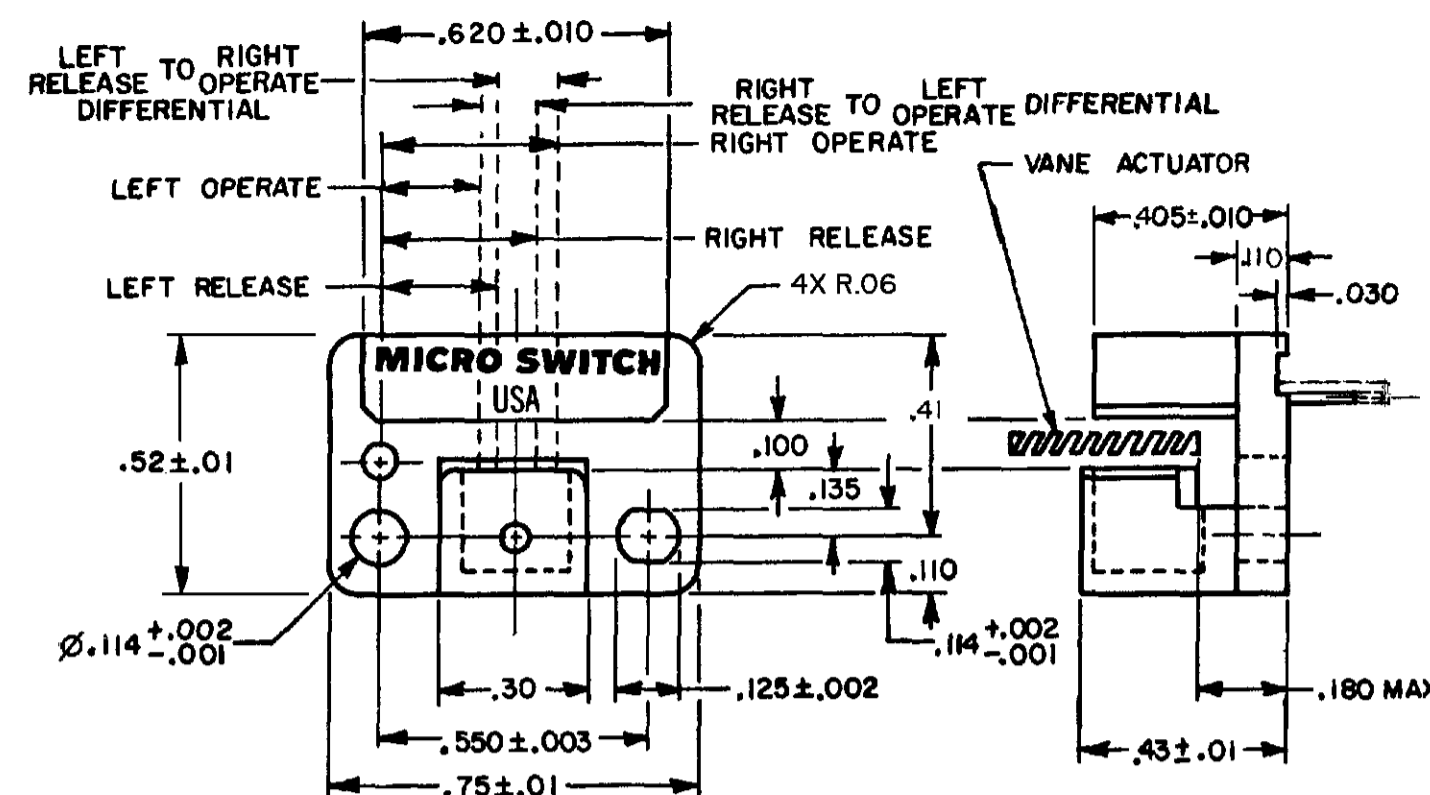 .620 ±.010
LEFT RELEASE TO RIGHT OPERATE DIFFERENTIAL
RIGHT RELEASE TO LEFT OPERATE DIFFERENTIAL
RIGHT OPERATE
VANE ACTUATOR
LEFT OPERATE
.405±.010
RIGHT RELEASE
.110
LEFT RELEASE
4X R.06
.030
MICRO SWITCH
USA
.41
.52±.01
.100
.135
.110
Ø.114 +.002 -.001
.114 +.002 -.001
.30
.125±.002
.180 MAX
.550±.003
.43±.01
.75±.01